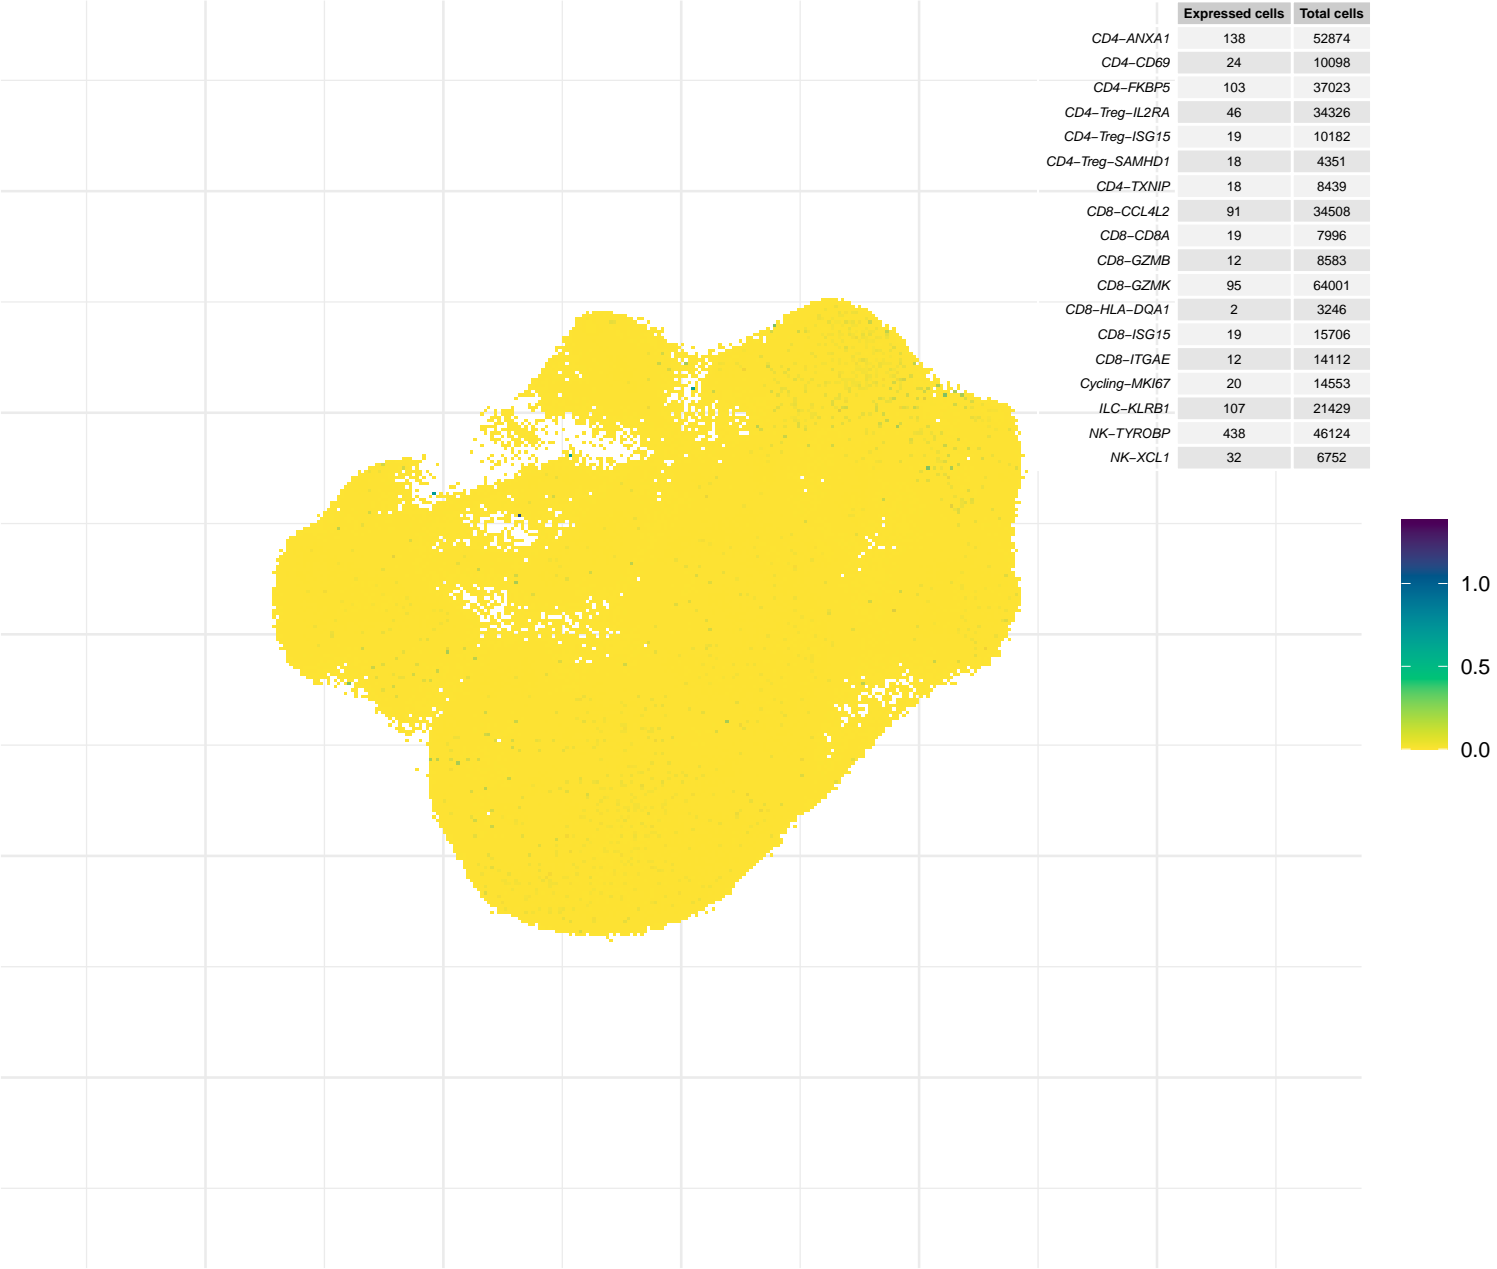 Expressed cells Total cells
CD4−ANXA1 138 52874
CD4−CD69 24 10098
CD4−FKBP5 103 37023
CD4−Treg−IL2RA 46 34326
CD4−Treg−ISG15 19 10182
CD4−Treg−SAMHD1 18 4351
CD4−TXNIP 18 8439
CD8−CCL4L2 91 34508
CD8−CD8A 19 7996
CD8−GZMB 12 8583
CD8−GZMK 95 64001
CD8−HLA−DQA1 2 3246
CD8−ISG15 19 15706
CD8−ITGAE 12 14112
Cycling−MKI67 20 14553
ILC−KLRB1 107 21429
NK−TYROBP 438 46124
NK−XCL1 32 6752
1.0
0.5
0.0